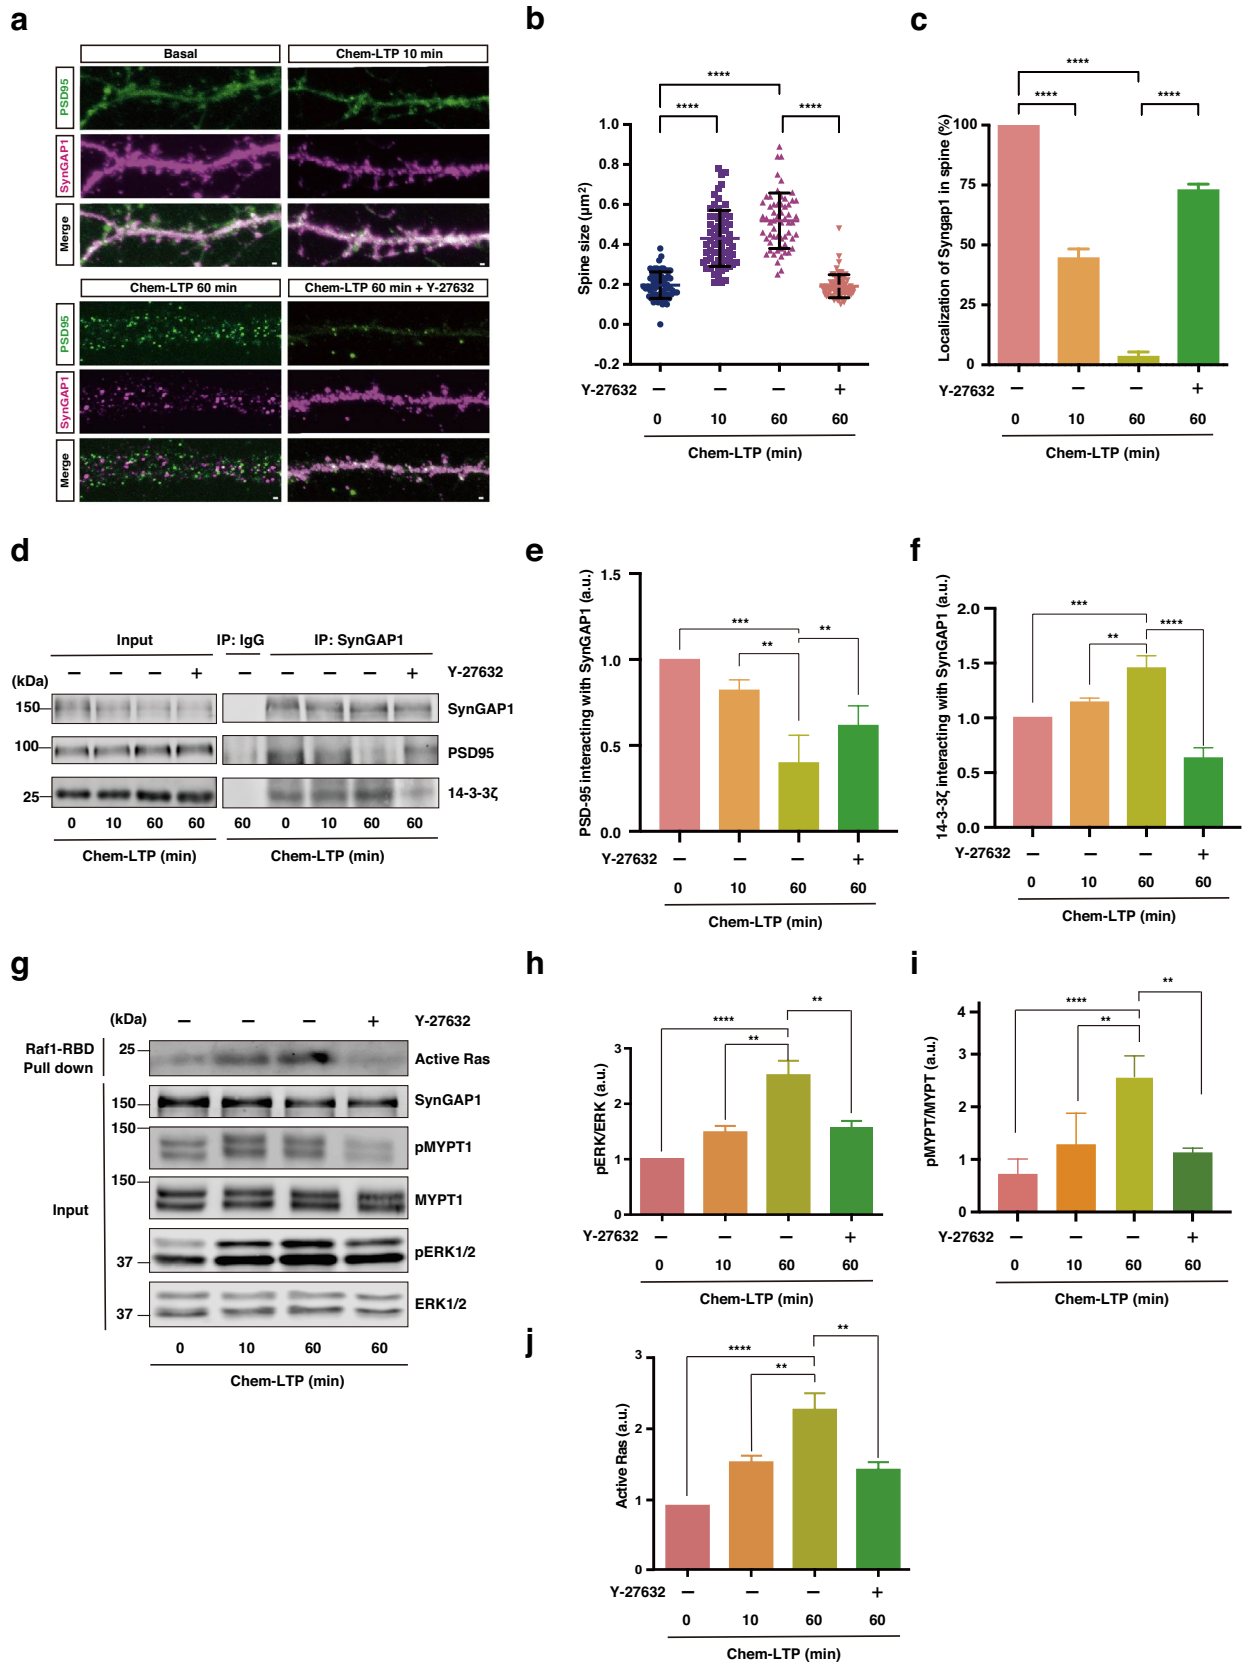 a
Basal
Chem-LTP 10 min
PSD95
SynGAP1
Merge
Chem-LTP 60 min
Chem-LTP 60 min + Y-27632
PSD95
SynGAP1
Merge
b
****
****
****
Spine size (μm²)
1.0
0.8
0.6
0.4
0.2
0.0
-0.2
Y-27632 − − − +
0 10 60 60
Chem-LTP (min)
c
****
****
****
Localization of Syngap1 in spine (%)
100
75
50
25
0
Y-27632 − − − +
0 10 60 60
Chem-LTP (min)
d
Input IP: IgG IP: SynGAP1
− − − + − − − − + Y-27632
(kDa)
150 SynGAP1
100 PSD95
25 14-3-3ζ
0 10 60 60 60 0 10 60 60
Chem-LTP (min) Chem-LTP (min)
e
PSD-95 interacting with SynGAP1 (a.u.)
1.5
1.0
0.5
0.0
***
**
**
Y-27632 − − − +
0 10 60 60
Chem-LTP (min)
f
14-3-3ζ interacting with SynGAP1 (a.u.)
2.0
1.5
1.0
0.5
0.0
***
****
**
Y-27632 − − − +
0 10 60 60
Chem-LTP (min)
g
(kDa) − − − + Y-27632
Raf1-RBD
Pull down
25 Active Ras
Input
150 SynGAP1
150 pMYPT1
150 MYPT1
37 pERK1/2
37 ERK1/2
0 10 60 60
Chem-LTP (min)
h
pERK/ERK (a.u.)
3
2
1
0
**
****
**
Y-27632 − − − +
0 10 60 60
Chem-LTP (min)
i
pMYPT/MYPT (a.u.)
4
3
2
1
0
**
****
**
Y-27632 − − − +
0 10 60 60
Chem-LTP (min)
j
Active Ras (a.u.)
3
2
1
0
**
****
**
Y-27632 − − − +
0 10 60 60
Chem-LTP (min)